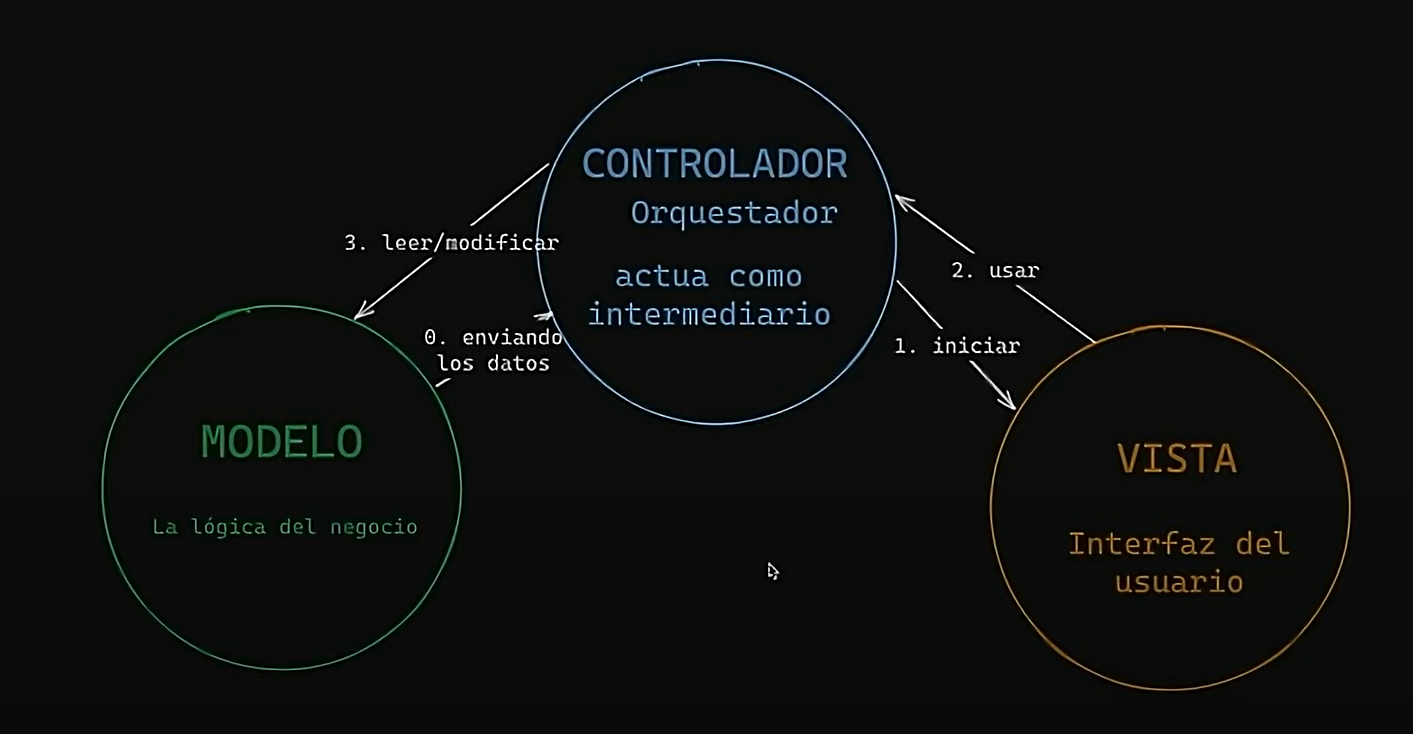 CONTROLADOR
Orquestador
actua como
intermediario
3. leer/modificar
0. enviando
los datos
2. usar
1. iniciar
MODELO
La lógica del negocio
VISTA
Interfaz del
usuario